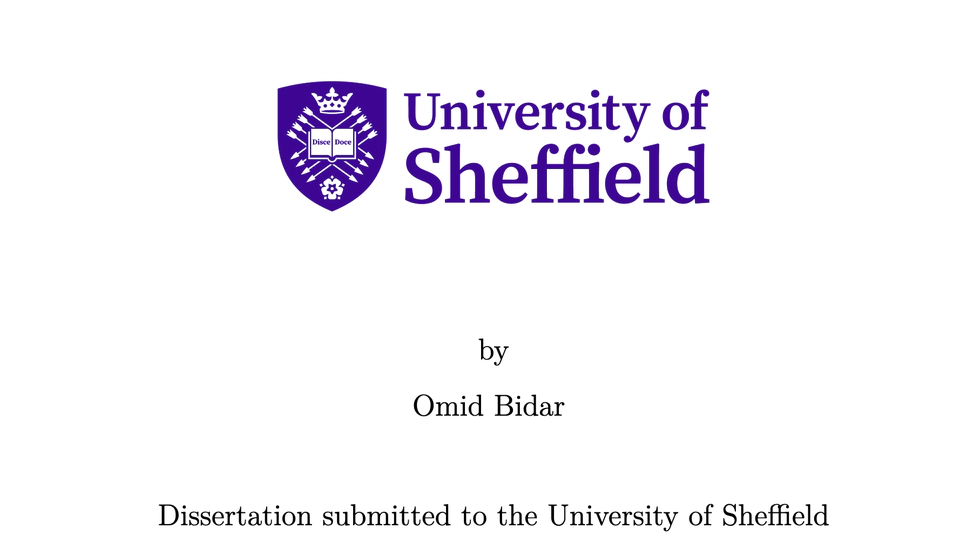 Disce Doce
University of
Sheffield
by
Omid Bidar
Dissertation submitted to the University of Sheffield